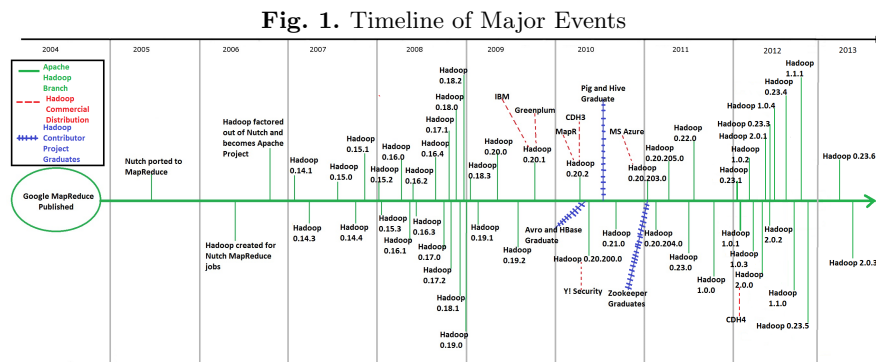 Fig. 1. Timeline of Major Events
2004 2005 2006 2007 2008 2009 2010 2011 2012 2013
Apache
Hadoop
Branch
Hadoop
Commercial
Distribution
Hadoop
Contributor
Project
Graduates
Google MapReduce
Published
Nutch ported to
MapReduce
Hadoop factored
out of Nutch and
becomes Apache
Project
Hadoop created for
Nutch MapReduce
jobs
Hadoop
0.14.1
Hadoop
0.14.3
Hadoop
0.15.0
Hadoop
0.15.1
Hadoop
0.14.4
Hadoop
0.15.2
Hadoop
0.16.0
Hadoop
0.16.2
Hadoop
0.15.3
Hadoop
0.16.1
Hadoop
0.16.3
Hadoop
0.16.4
Hadoop
0.17.0
Hadoop
0.17.1
Hadoop
0.17.2
Hadoop
0.18.0
Hadoop
0.18.1
Hadoop
0.18.2
Hadoop
0.19.0
Hadoop
0.18.3
Hadoop
0.19.1
Hadoop
0.20.0
Hadoop
0.19.2
IBM
Greenplum
Hadoop
0.20.1
CDH3
MapR
Hadoop
0.20.2
Avro and HBase
Graduate
Hadoop 0.20.200.0
Y! Security
Pig and Hive
Graduate
Hadoop
0.21.0
MS Azure
Hadoop
0.20.203.0
Zookeeper
Graduates
Hadoop
0.20.204.0
Hadoop
0.20.205.0
Hadoop
0.22.0
Hadoop
0.23.0
Hadoop
1.0.0
Hadoop
0.23.1
Hadoop
1.0.1
Hadoop
1.0.2
Hadoop
1.0.3
CDH4
Hadoop
2.0.0
Hadoop 2.0.1
Hadoop 0.23.3
Hadoop
2.0.2
Hadoop 1.0.4
Hadoop
0.23.4
Hadoop
1.1.0
Hadoop
1.1.1
Hadoop 0.23.5
Hadoop 0.23.6
Hadoop 2.0.3